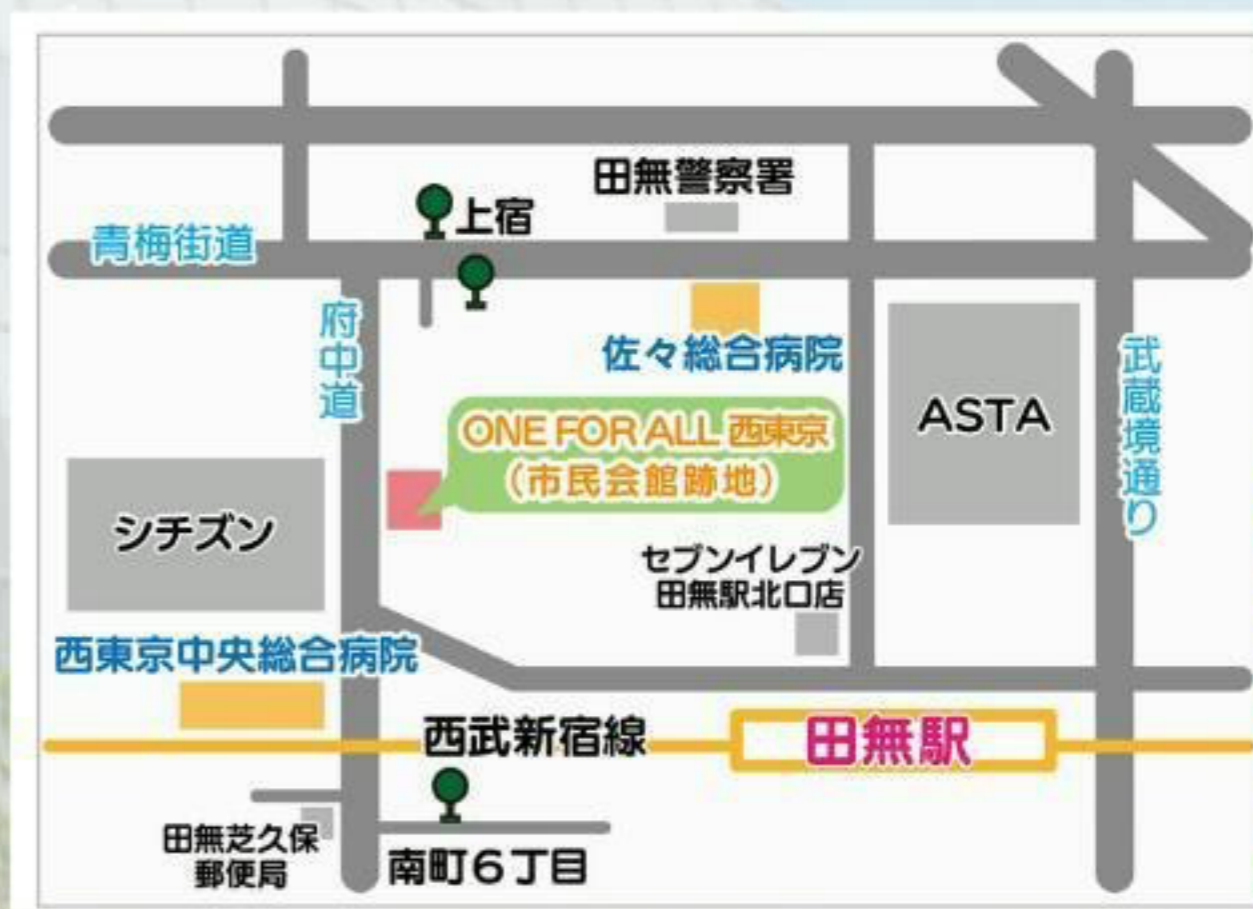 田無警察署
上宿
青梅街道
府中道
佐々総合病院
武蔵境通り
ASTA
ONE FOR ALL 西東京
(市民会館跡地)
シチズン
セブンイレブン
田無駅北口店
西東京中央総合病院
西武新宿線
田無駅
田無芝久保
郵便局
南町6丁目